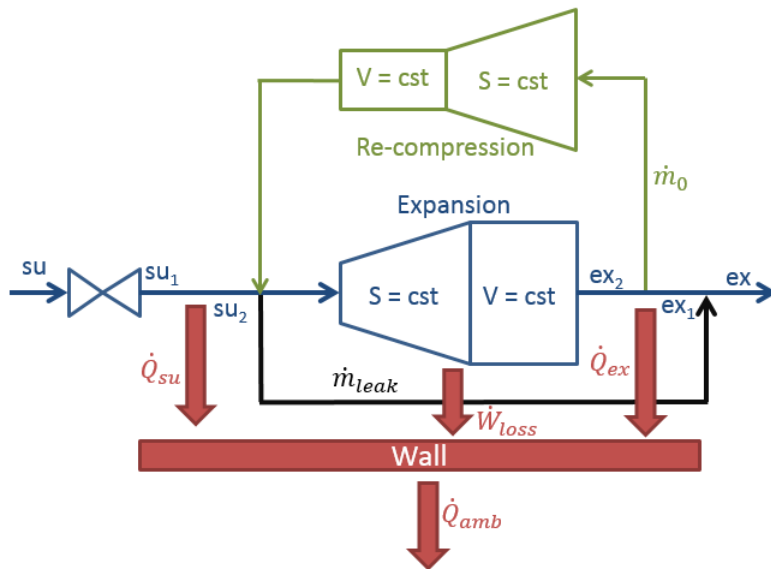 V = cst
S = cst
Re-compression
ṁ₀
Expansion
su
su₁
su₂
S = cst
V = cst
ex₂
ex₁
ex
Q̇su
ṁleak
Ẇloss
Q̇ex
Wall
Q̇amb